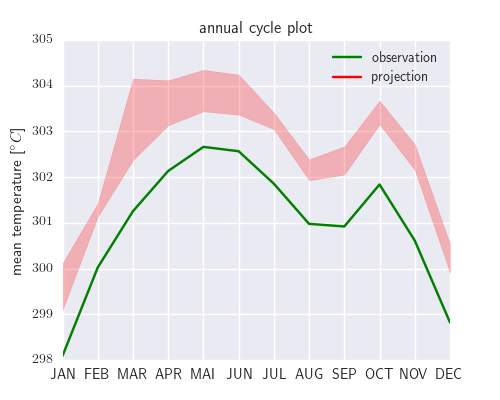 annual cycle plot
305
304
303
302
301
300
299
298
mean temperature [°C]
observation
projection
JAN FEB MAR APR MAI JUN JUL AUG SEP OCT NOV DEC